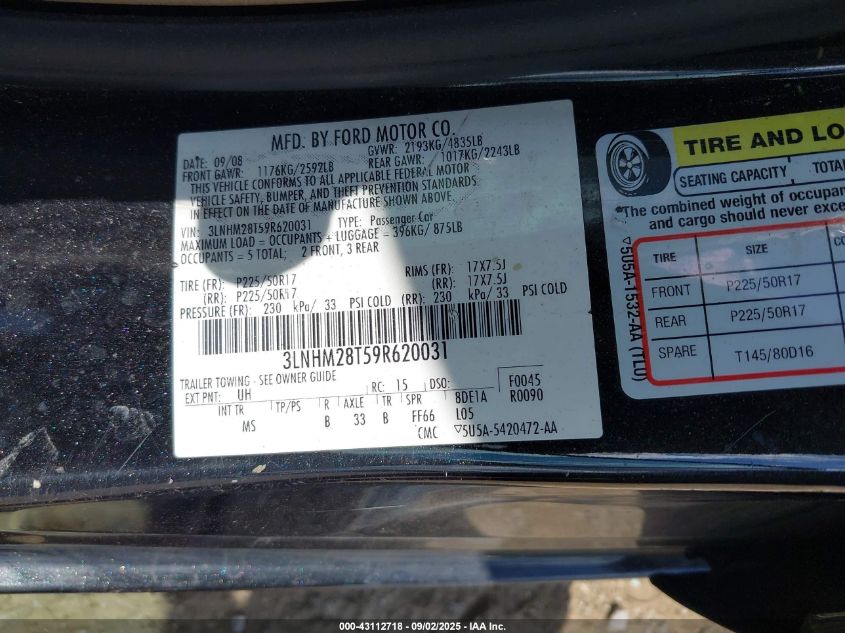 MFD. BY FORD MOTOR CO.
DATE: 09/08 GVWR: 2193KG/4835LB
FRONT GAWR: 1176KG/2592LB REAR GAWR: 1017KG/2243LB
THIS VEHICLE CONFORMS TO ALL APPLICABLE FEDERAL MOTOR
VEHICLE SAFETY, BUMPER, AND THEFT PREVENTION STANDARDS
IN EFFECT ON THE DATE OF MANUFACTURE SHOWN ABOVE.
VIN: 3LNHM28T59R620031 TYPE: Passenger Car
MAXIMUM LOAD = OCCUPANTS + LUGGAGE = 396KG/ 875LB
OCCUPANTS = 5 TOTAL; 2 FRONT, 3 REAR
TIRE (FR): P225/50R17 RIMS (FR): 17X7.5J
(RR): P225/50R17 (RR): 17X7.5J
PRESSURE (FR): 230 kPa/ 33 PSI COLD (RR): 230 kPa/ 33 PSI COLD
3LNHM28T59R620031
TRAILER TOWING - SEE OWNER GUIDE
EXT PNT: UH RC: 15 DSO: F0045
INT TR TP/PS R AXLE TR SPR 8DE1A R0090
MS B 33 B FF66 L05
CMC ▽5U5A-5420472-AA
TIRE AND LO
SEATING CAPACITY TOTAL
The combined weight of occupan
and cargo should never exce
TIRE SIZE CO
FRONT P225/50R17
REAR P225/50R17
SPARE T145/80D16
▽5U5A-1532-AA (TLU)
000-43112718 - 09/02/2025 - IAA Inc.